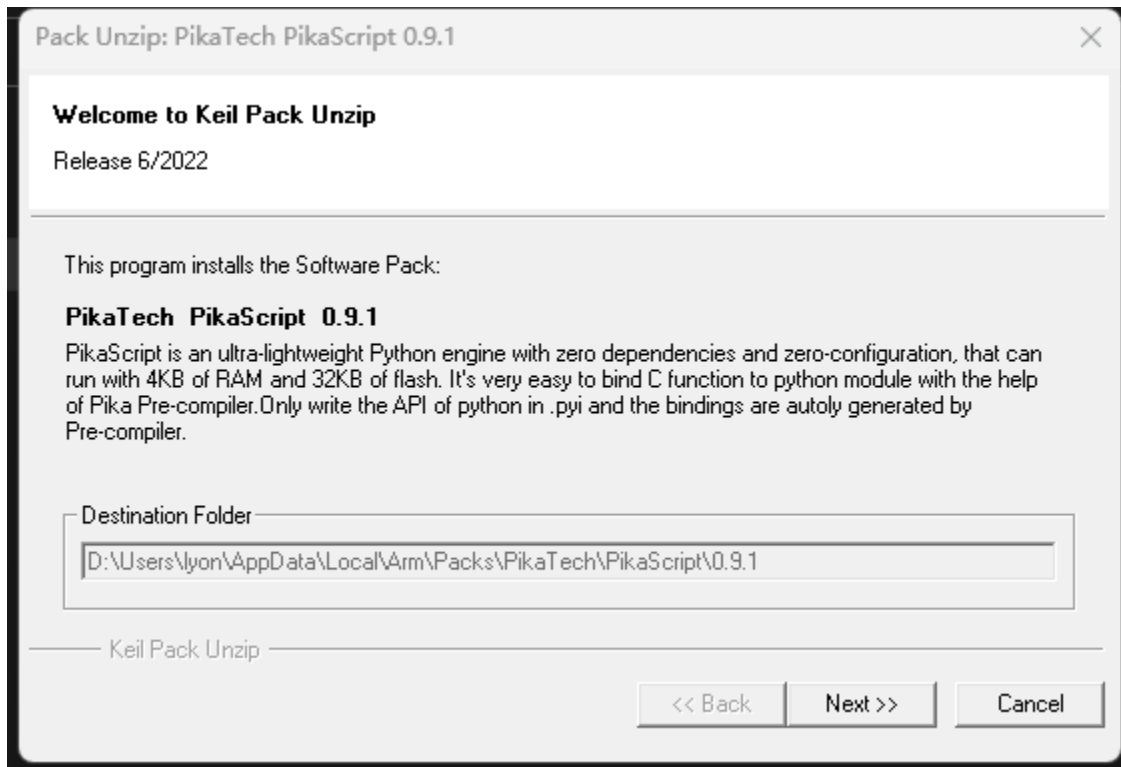 Pack Unzip: PikaTech PikaScript 0.9.1
Welcome to Keil Pack Unzip
Release 6/2022
This program installs the Software Pack:
PikaTech PikaScript 0.9.1
PikaScript is an ultra-lightweight Python engine with zero dependencies and zero-configuration, that can
run with 4KB of RAM and 32KB of flash. It's very easy to bind C function to python module with the help
of Pika Pre-compiler.Only write the API of python in .pyi and the bindings are autoly generated by
Pre-compiler.
Destination Folder
D:\Users\lyon\AppData\Local\Arm\Packs\PikaTech\PikaScript\0.9.1
Keil Pack Unzip
<< Back
Next >>
Cancel